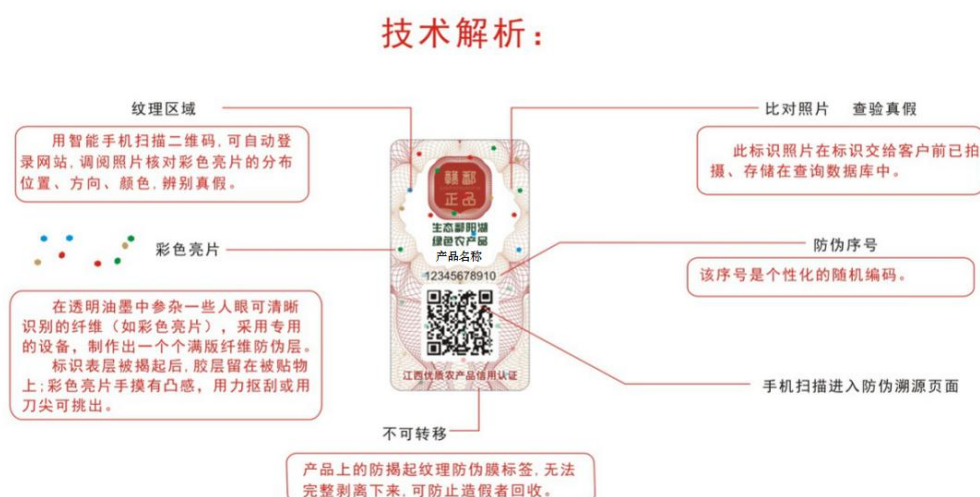 技术解析：
纹理区域
用智能手机扫描二维码，可自动登
录网站，调阅照片核对彩色亮片的分布
位置、方向、颜色，辨别真假。
比对照片 查验真假
此标识照片在标识交给客户前已拍
摄、存储在查询数据库中。
彩色亮片
在透明油墨中参杂一些人眼可清晰
识别的纤维（如彩色亮片），采用专用
的设备，制作出一个个满版纤维防伪层。
标识表层被揭起后，胶层留在被贴物
上；彩色亮片手摸有凸感，用力抠刮或用
刀尖可挑出。
赣鄱
正品
生态鄱阳湖
绿色农产品
产品名称
12345678910
江西优质农产品信用认证
防伪序号
该序号是个性化的随机编码。
手机扫描进入防伪溯源页面
不可转移
产品上的防揭起纹理防伪膜标签，无法
完整剥离下来，可防止造假者回收。